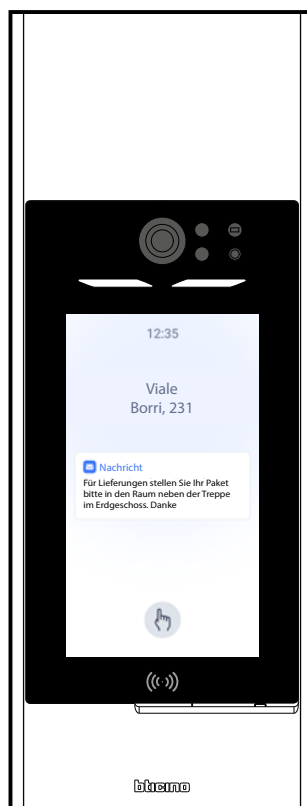 12:35
Viale
Borri, 231
Nachricht
Für Lieferungen stellen Sie Ihr Paket
bitte in den Raum neben der Treppe
im Erdgeschoss. Danke
bticino